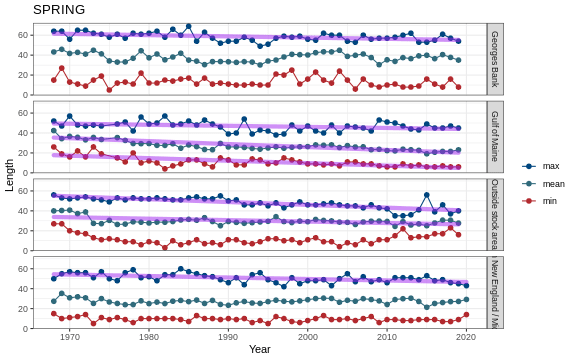 SPRING
60
40
20
0
Georges Bank
60
40
20
0
Gulf of Maine
60
40
20
0
Outside stock area
60
40
20
0
New England / Mi
Length
1970
1980
1990
2000
2010
2020
Year
max
mean
min